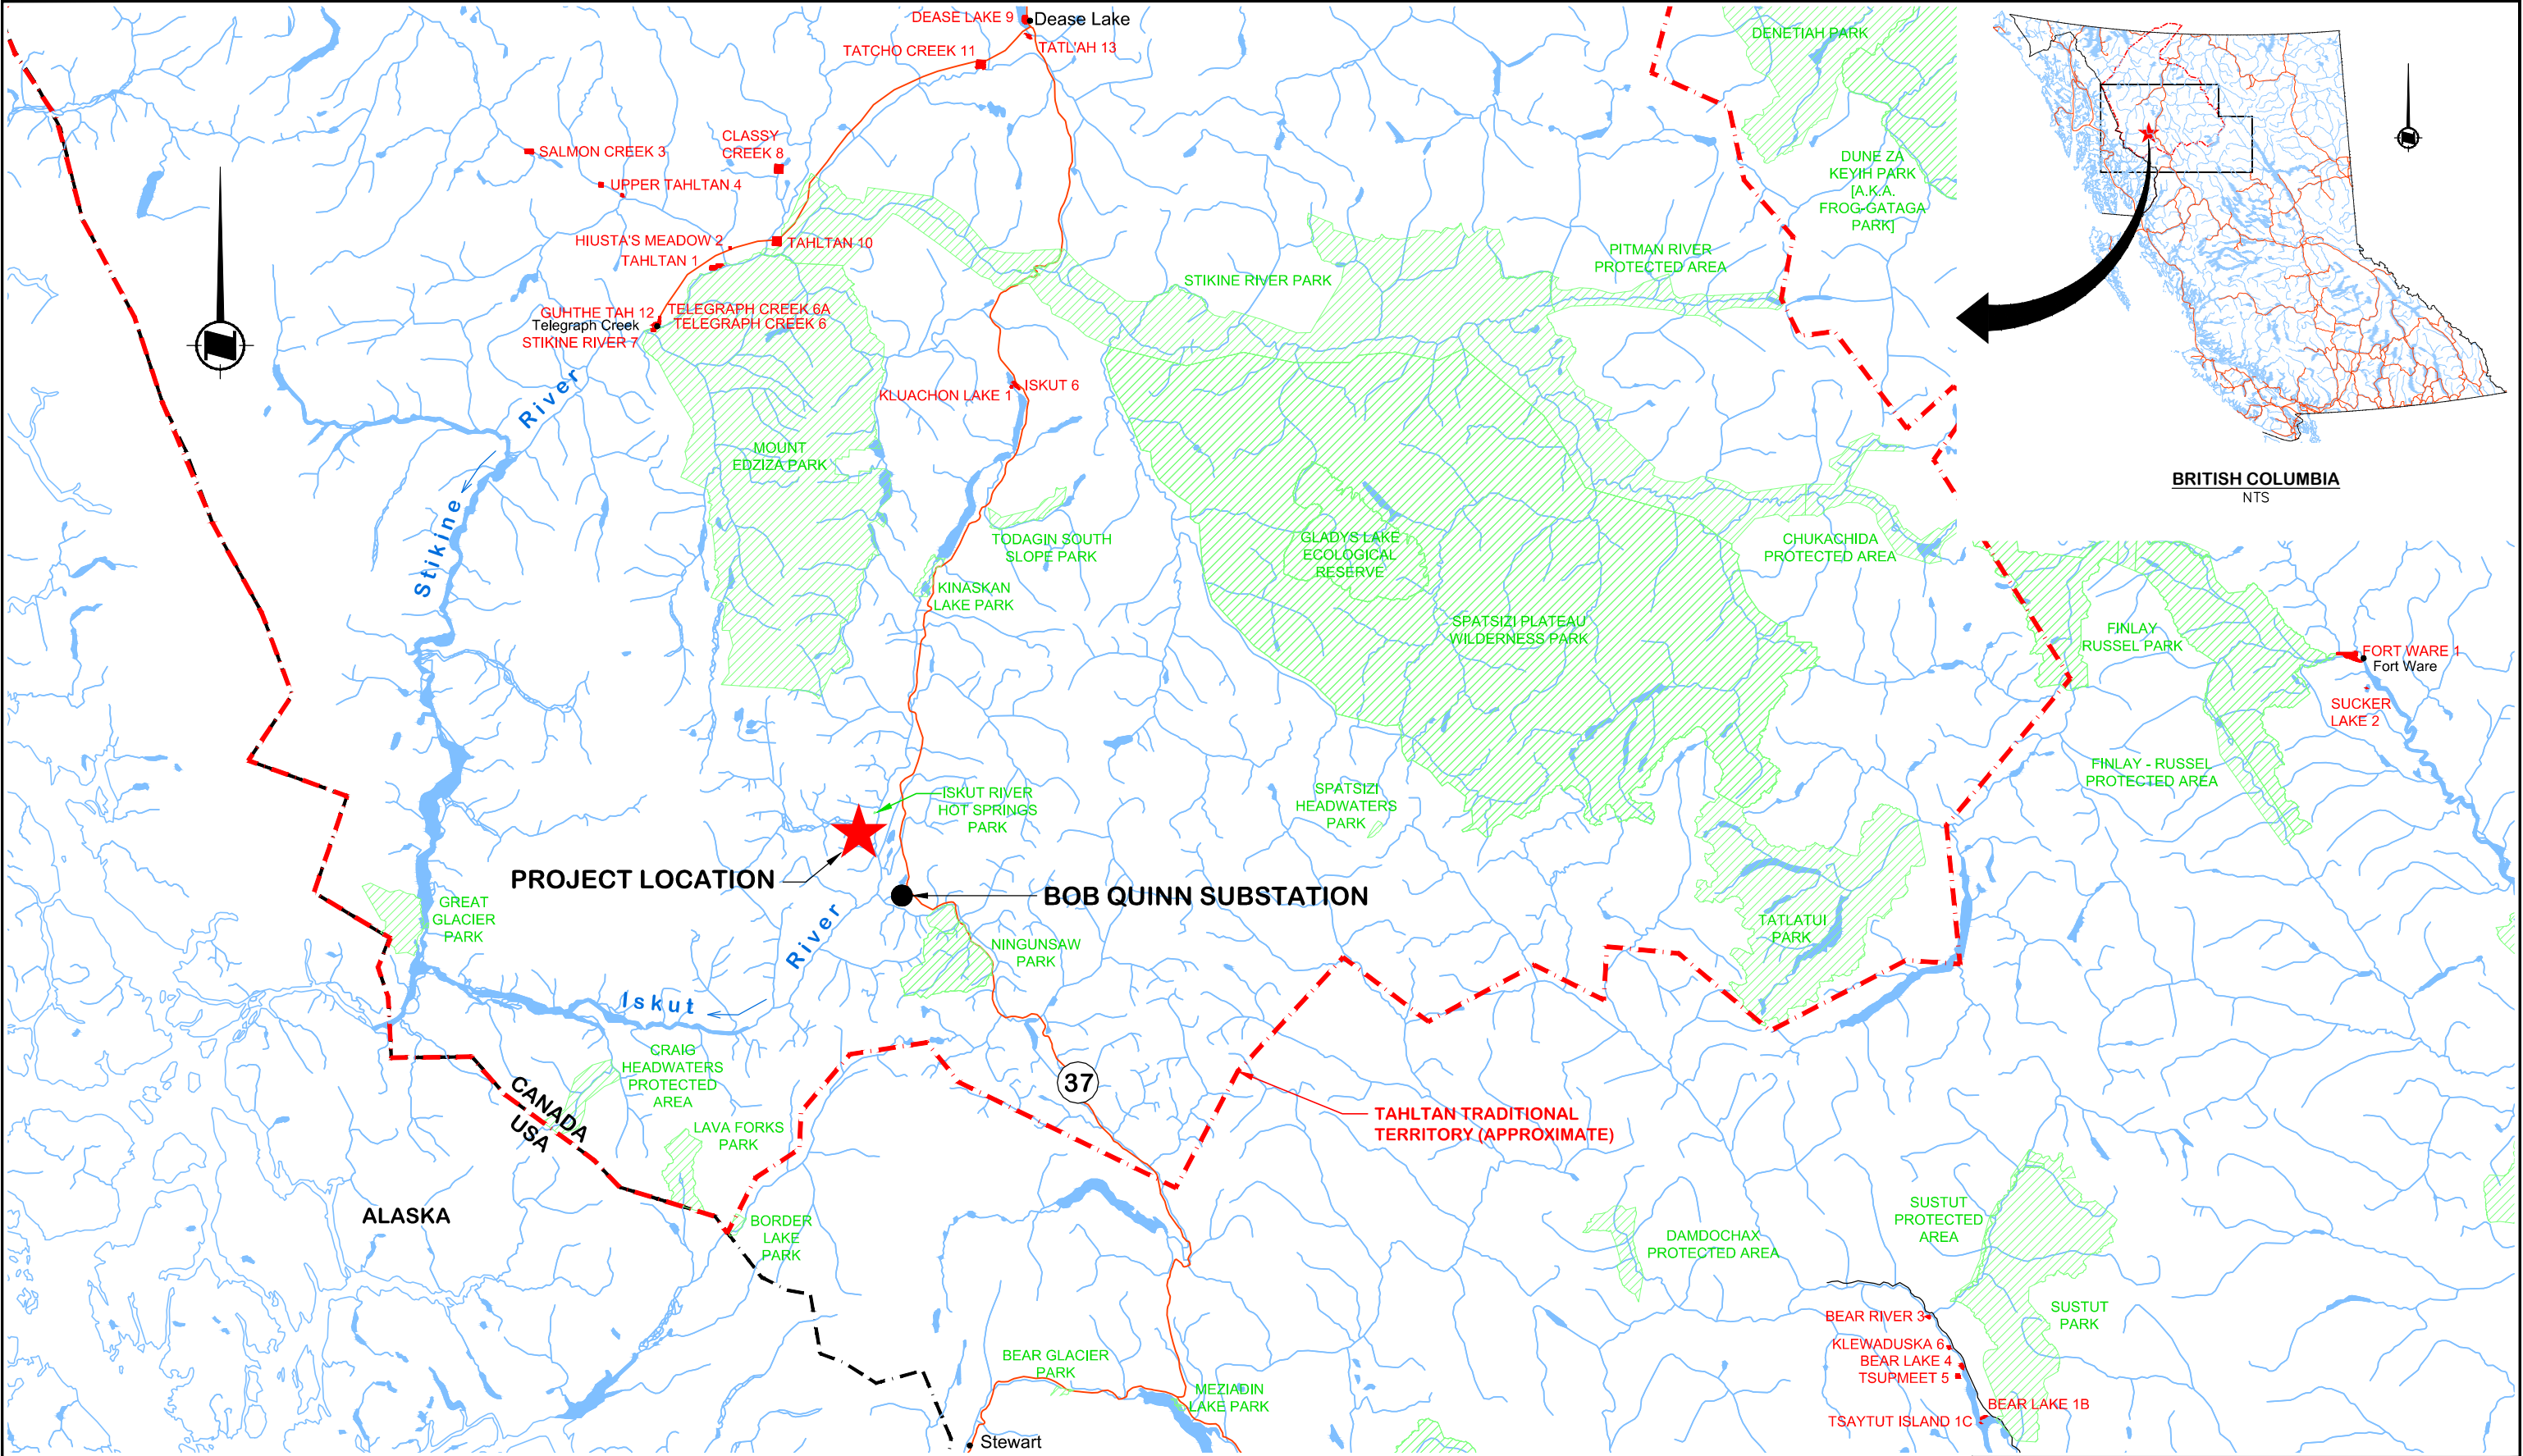 DEASE LAKE 9
Dease Lake
TATCHO CREEK 11
TATL'AH 13
DENETIAH PARK
CLASSY
CREEK 8
SALMON CREEK 3
UPPER TAHLTAN 4
DUNE ZA
KEYIH PARK
[A.K.A.
FROG-GATAGA
PARK]
HIUSTA'S MEADOW 2
TAHLTAN 10
TAHLTAN 1
PITMAN RIVER
PROTECTED AREA
STIKINE RIVER PARK
GUHTHE TAH 12
TELEGRAPH CREEK 6A
Telegraph Creek
TELEGRAPH CREEK 6
STIKINE RIVER 7
River
Stikine
KLUACHON LAKE 1
ISKUT 6
MOUNT
EDZIZA PARK
BRITISH COLUMBIA
NTS
TODAGIN SOUTH
SLOPE PARK
GLADYS LAKE
ECOLOGICAL
RESERVE
CHUKACHIDA
PROTECTED AREA
KINASKAN
LAKE PARK
SPATSIZI PLATEAU
WILDERNESS PARK
FINLAY
RUSSEL PARK
FORT WARE 1
Fort Ware
SUCKER
LAKE 2
FINLAY - RUSSEL
PROTECTED AREA
ISKUT RIVER
HOT SPRINGS
PARK
SPATSIZI
HEADWATERS
PARK
PROJECT LOCATION
BOB QUINN SUBSTATION
GREAT
GLACIER
PARK
River
Iskut
NINGUNSAW
PARK
TATLATUI
PARK
CRAIG
HEADWATERS
PROTECTED
AREA
CANADA
USA
37
TAHLTAN TRADITIONAL
TERRITORY (APPROXIMATE)
LAVA FORKS
PARK
ALASKA
BORDER
LAKE
PARK
DAMDOCHAX
PROTECTED AREA
SUSTUT
PROTECTED
AREA
SUSTUT
PARK
BEAR RIVER 3
KLEWADUSKA 6
BEAR LAKE 4
TSUPMEET 5
BEAR LAKE 1B
TSAYTUT ISLAND 1C
BEAR GLACIER
PARK
MEZIADIN
LAKE PARK
Stewart